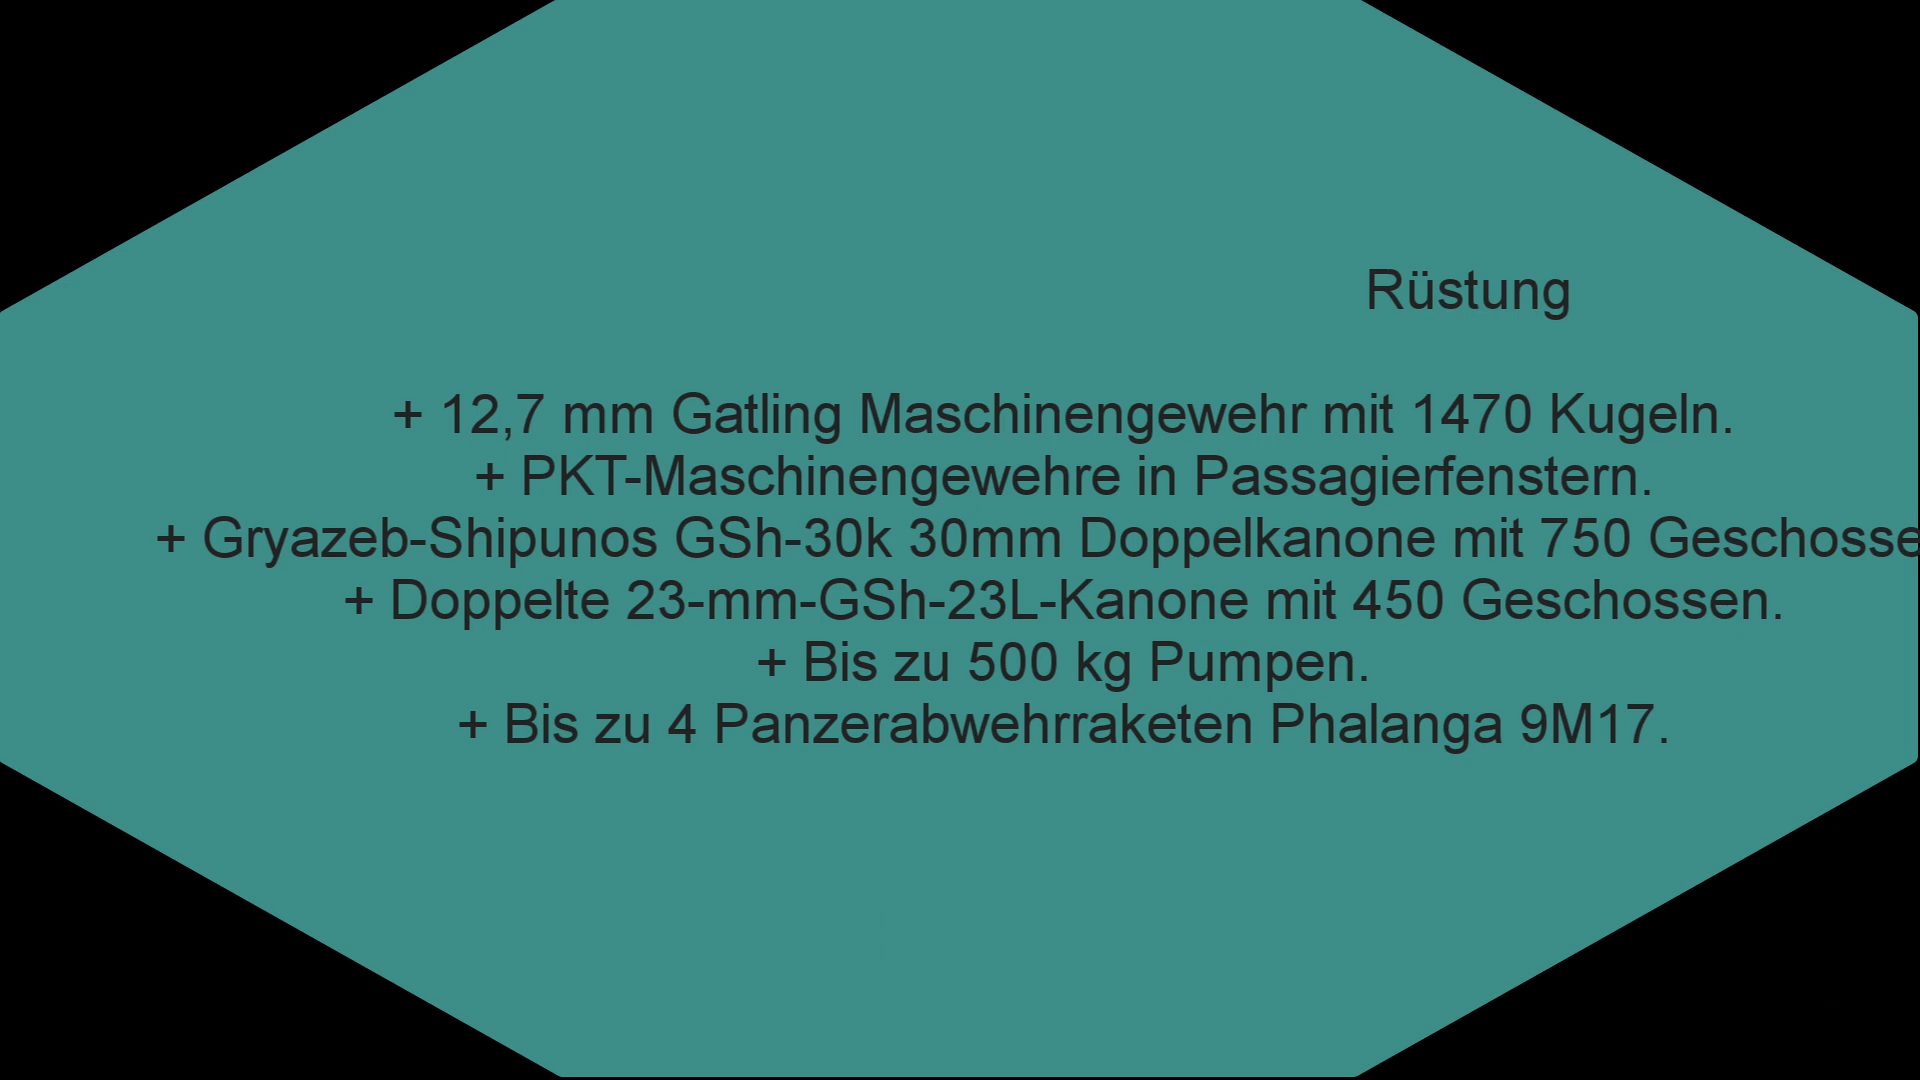 Rüstung
+ 12,7 mm Gatling Maschinengewehr mit 1470 Kugeln.
+ PKT-Maschinengewehre in Passagierfenstern.
+ Gryazeb-Shipunos GSh-30k 30mm Doppelkanone mit 750 Geschosse
+ Doppelte 23-mm-GSh-23L-Kanone mit 450 Geschossen.
+ Bis zu 500 kg Pumpen.
+ Bis zu 4 Panzerabwehrraketen Phalanga 9M17.